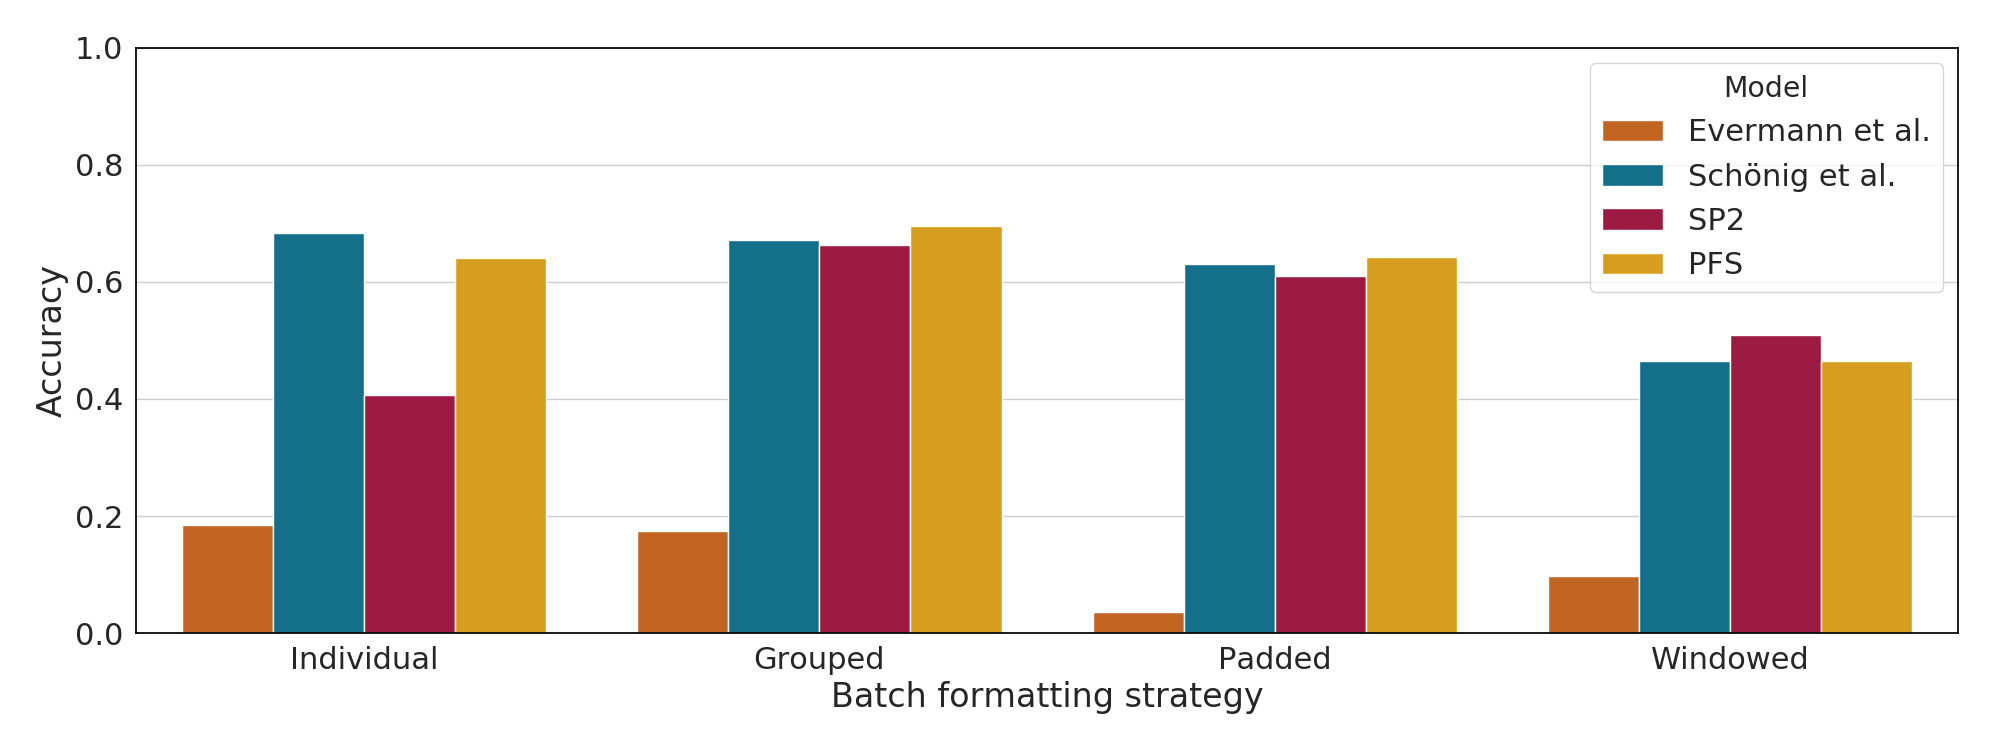 1.0
0.8
0.6
0.4
0.2
0.0
Accuracy
Model
Evermann et al.
Schönig et al.
SP2
PFS
Individual
Grouped
Padded
Windowed
Batch formatting strategy